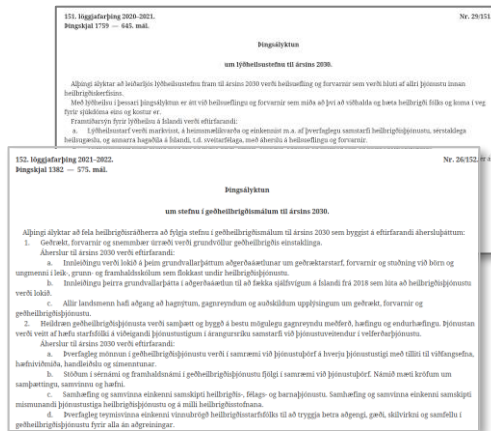 151. löggjafarþing 2020–2021.
Nr. 29/151
Þingskjal 1759 — 645. mál.
Þingsályktun
um lýðheilsustefnu til ársins 2030.
Alþingi ályktar að leiðarljós lýðheilsustefnu fram til ársins 2030 verði heilsuefling og forvarnir sem verði hluti af allri þjónustu innan
heilbrigðiskerfisins.
Með lýðheilsu í þessari þingsályktun er átt við heilsueflingu og forvarnir sem miða að því að viðhalda og bæta heilbrigði fólks og koma í veg
fyrir sjúkdóma eins og kostur er.
Framtíðarsýn fyrir lýðheilsu á Íslandi verði eftirfarandi:
a. Lýðheilsustarf verði markvisst, á heimsmælikvarða og einkennist m.a. af þverfaglegu samstarfi heilbrigðisþjónustu, sérstaklega
heilsugæslu, og annarra hagaðila á Íslandi, t.d. sveitarfélaga, með áherslu á heilsueflingu og forvarnir.
152. löggjafarþing 2021–2022.
Nr. 26/152.
Þingskjal 1382 — 575. mál.
Þingsályktun
um stefnu í geðheilbrigðismálum til ársins 2030.
Alþingi ályktar að fela heilbrigðisráðherra að fylgja stefnu í geðheilbrigðismálum til ársins 2030 sem byggist á eftirfarandi áhersluþáttum:
1. Geðrækt, forvarnir og snemmbær úrræði verði grundvöllur geðheilbrigðis einstaklinga.
Áherslur til ársins 2030 verði eftirfarandi:
a. Innleiðingu verði lokið á þeim grundvallarþáttum aðgerðaáætlunar um geðræktarstarf, forvarnir og stuðning við börn og
ungmenni í leik-, grunn- og framhaldsskólum sem flokkast undir heilbrigðisþjónustu.
b. Innleiðingu þeirra grundvallarþátta í aðgerðaáætlun til að fækka sjálfsvígum á Íslandi frá 2018 sem lúta að heilbrigðisþjónustu
verði lokið.
c. Allir landsmenn hafi aðgang að hagnýtum, gagnreyndum og auðskildum upplýsingum um geðrækt, forvarnir og
geðheilbrigðisþjónustu.
2. Heildræn geðheilbrigðisþjónusta verði samþætt og byggð á bestu mögulegu gagnreyndu meðferð, hæfingu og endurhæfingu. Þjónustan
verði veitt af hæfu starfsfólki á viðeigandi þjónustustigum í árangursríku samstarfi við þjónustuveitendur í velferðarþjónustu.
Áherslur til ársins 2030 verði eftirfarandi:
a. Þverfagleg mönnun í geðheilbrigðisþjónustu verði í samræmi við þjónustuþörf á hverju þjónustustigi með tilliti til viðfangsefna,
hæfniviðmiða, handleiðslu og símenntunar.
b. Stöðum í sérnámi og framhaldsnámi í geðheilbrigðisþjónustu fjölgi í samræmi við þjónustuþörf. Námið mæti kröfum um
samþættingu, samvinnu og hæfni.
c. Samhæfing og samvinna einkenni samskipti heilbrigðis-, félags- og barnaþjónustu. Samhæfing og samvinna einkenni samskipti
mismunandi þjónustustiga heilbrigðisþjónustu og á milli heilbrigðisstofnana.
d. Þverfagleg teymisvinna einkenni vinnubrögð heilbrigðisstarfsfólks til að tryggja betra aðgengi, gæði, skilvirkni og samfellu í
geðheilbrigðisþjónustu fyrir alla án aðgreiningar.